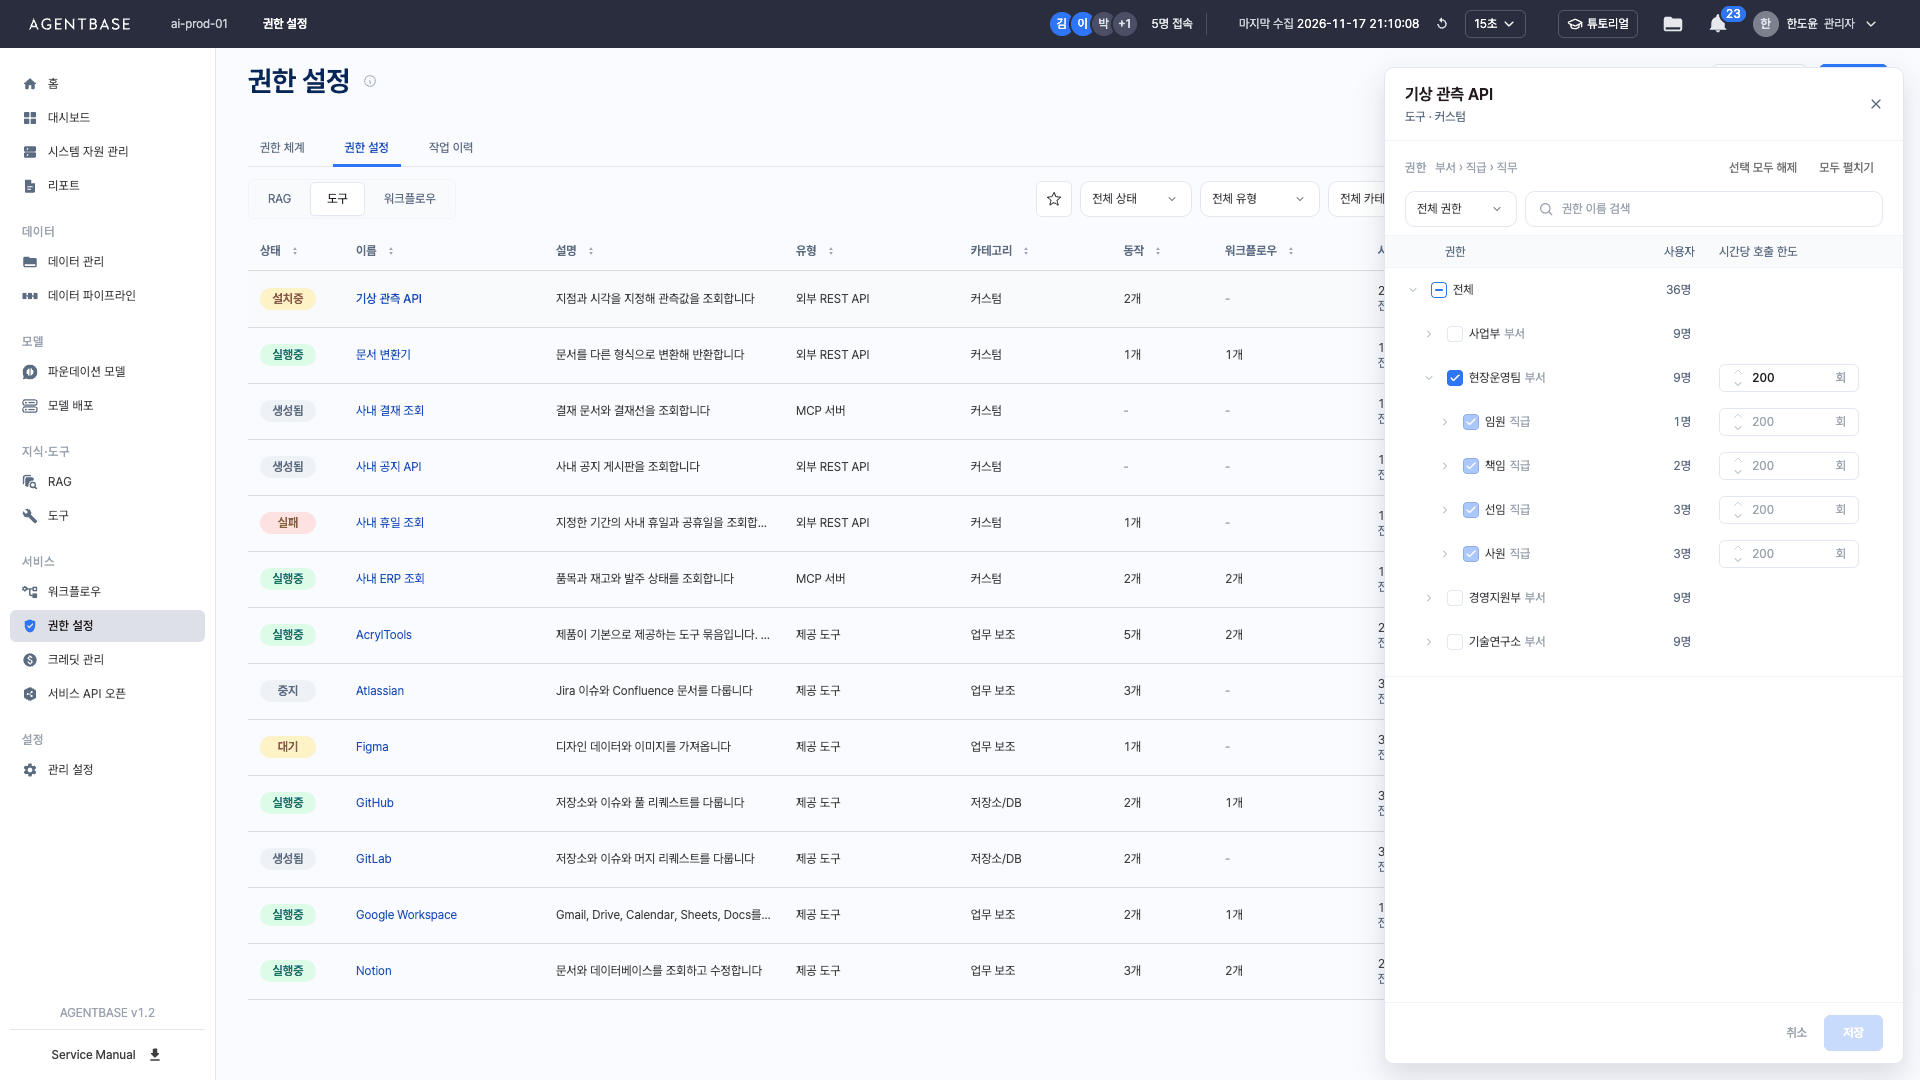 AGENTBASE ai-prod-01 권한 설정 김 이 박 +1 5명 접속 마지막 수집 2026-11-17 21:10:08 15초 튜토리얼 23 한 한도윤 관리자
홈
대시보드
시스템 자원 관리
리포트
데이터
데이터 관리
데이터 파이프라인
모델
파운데이션 모델
모델 배포
지식·도구
RAG
도구
서비스
워크플로우
권한 설정
크레딧 관리
서비스 API 오픈
설정
관리 설정
AGENTBASE v1.2
Service Manual
권한 설정
권한 체계 권한 설정 작업 이력
RAG 도구 워크플로우 전체 상태 전체 유형 전체 카테
상태 이름 설명 유형 카테고리 동작 워크플로우
설치중 기상 관측 API 지점과 시각을 지정해 관측값을 조회합니다 외부 REST API 커스텀 2개 -
실행중 문서 변환기 문서를 다른 형식으로 변환해 반환합니다 외부 REST API 커스텀 1개 1개
생성됨 사내 결재 조회 결재 문서와 결재선을 조회합니다 MCP 서버 커스텀 - -
생성됨 사내 공지 API 사내 공지 게시판을 조회합니다 외부 REST API 커스텀 - -
실패 사내 휴일 조회 지정한 기간의 사내 휴일과 공휴일을 조회합... 외부 REST API 커스텀 1개 -
실행중 사내 ERP 조회 품목과 재고와 발주 상태를 조회합니다 MCP 서버 커스텀 2개 2개
실행중 AcrylTools 제품이 기본으로 제공하는 도구 묶음입니다. ... 제공 도구 업무 보조 5개 2개
중지 Atlassian Jira 이슈와 Confluence 문서를 다룹니다 제공 도구 업무 보조 3개 -
대기 Figma 디자인 데이터와 이미지를 가져옵니다 제공 도구 업무 보조 1개 -
실행중 GitHub 저장소와 이슈와 풀 리퀘스트를 다룹니다 제공 도구 저장소/DB 2개 1개
생성됨 GitLab 저장소와 이슈와 머지 리퀘스트를 다룹니다 제공 도구 저장소/DB 2개 -
실행중 Google Workspace Gmail, Drive, Calendar, Sheets, Docs를... 제공 도구 업무 보조 2개 1개
실행중 Notion 문서와 데이터베이스를 조회하고 수정합니다 제공 도구 업무 보조 3개 2개
기상 관측 API
도구 · 커스텀
권한 부서 › 직급 › 직무 선택 모두 해제 모두 펼치기
전체 권한 권한 이름 검색
권한 사용자 시간당 호출 한도
전체 36명
사업부 부서 9명
현장운영팀 부서 9명 200 회
임원 직급 1명 200 회
책임 직급 2명 200 회
선임 직급 3명 200 회
사원 직급 3명 200 회
경영지원부 부서 9명
기술연구소 부서 9명
취소 저장